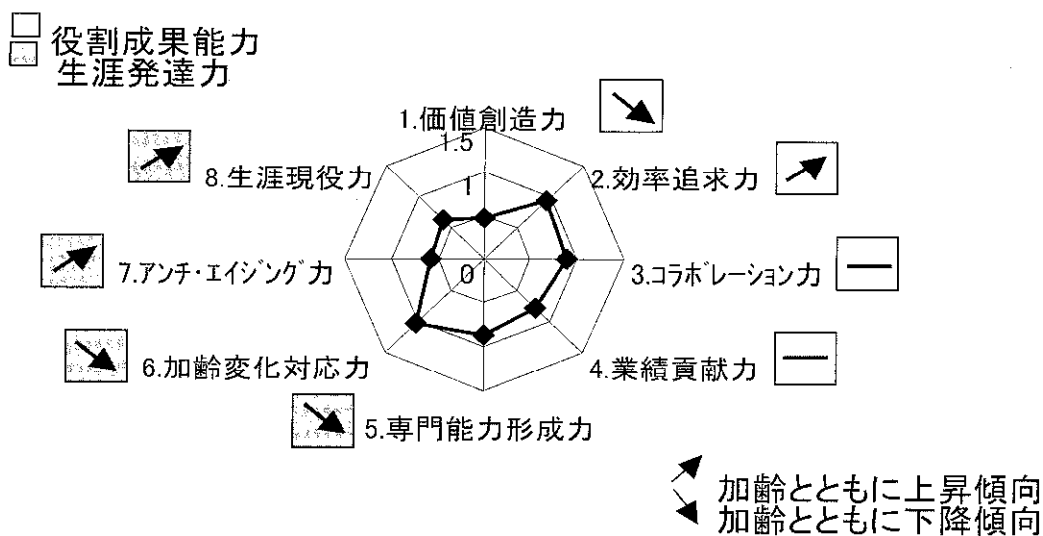 役割成果能力
生涯発達力
1.価値創造力
1.5
8.生涯現役力
1
2.効率追求力
7.アンチ・エイジング力
0
3.コラボレーション力
6.加齢変化対応力
4.業績貢献力
5.専門能力形成力
加齢とともに上昇傾向
加齢とともに下降傾向